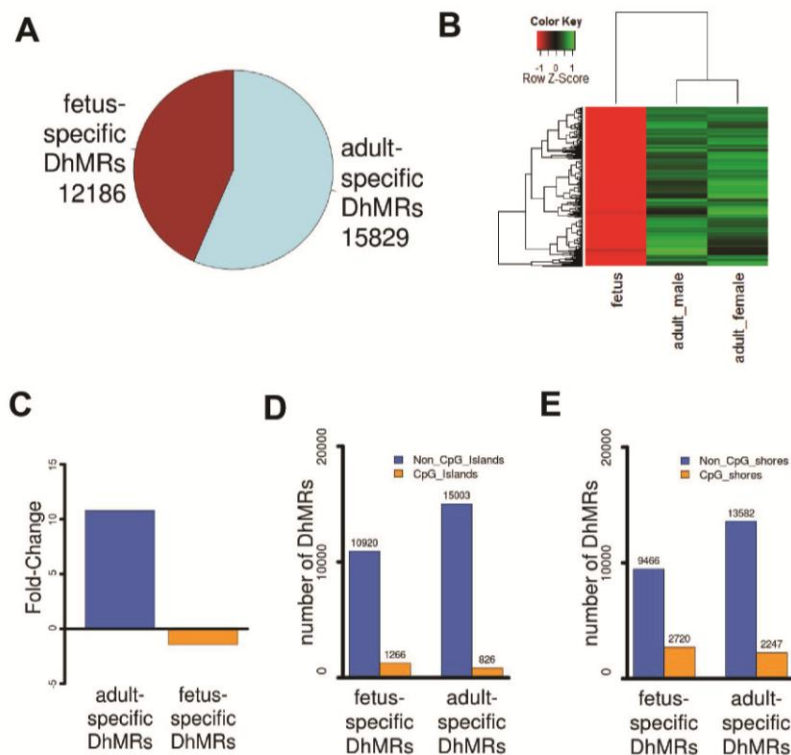 A
fetus-
specific
DhMRs
12186
adult-
specific
DhMRs
15829
B
Color Key
-1 0 1
Row Z-Score
fetus
adult_male
adult_female
C
Fold-Change
15
10
5
0
-5
adult-
specific
DhMRs
fetus-
specific
DhMRs
D
number of DhMRs
20000
10000
0
Non_CpG_Islands
CpG_Islands
10920
1266
15003
826
fetus-
specific
DhMRs
adult-
specific
DhMRs
E
number of DhMRs
20000
10000
0
Non_CpG_shores
CpG_shores
9466
2720
13582
2247
fetus-
specific
DhMRs
adult-
specific
DhMRs